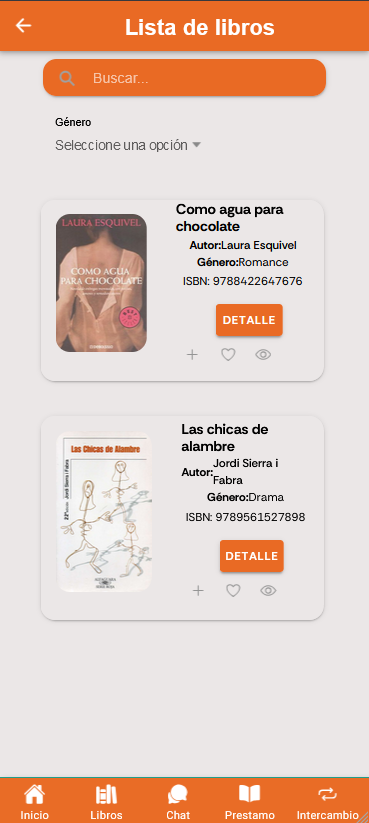 Lista de libros
Buscar...
Género
Seleccione una opción
LAURA ESQUIVEL
COMO AGUA
PARA CHOCOLATE
Como agua para
chocolate
Autor:Laura Esquivel
Género:Romance
ISBN: 9788422647676
DETALLE
Las Chicas de Alambre
Jordi Sierra i Fabra
Las chicas de
alambre
Autor:Jordi Sierra i
Fabra
Género:Drama
ISBN: 9789561527898
DETALLE
Inicio
Libros
Chat
Prestamo
Intercambio